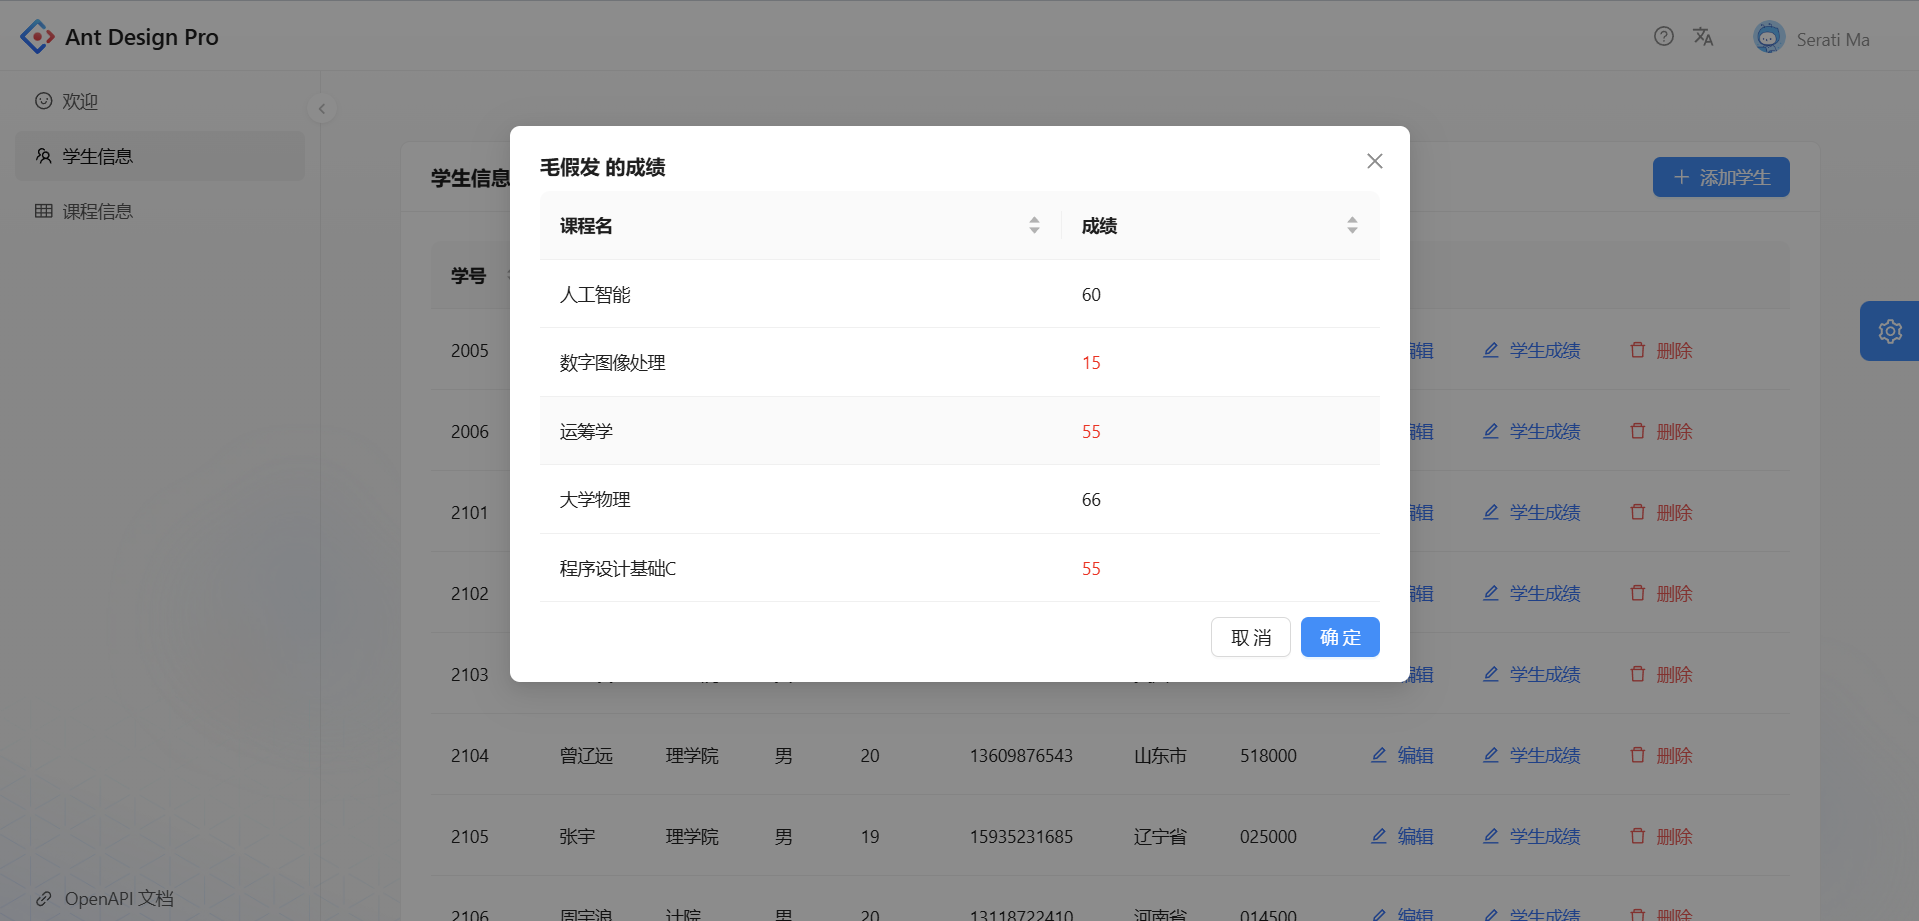 Ant Design Pro
Serati Ma
欢迎
学生信息
课程信息
OpenAPI 文档
学生信息
添加学生
毛假发 的成绩
课程名 成绩
人工智能 60
数字图像处理 15
运筹学 55
大学物理 66
程序设计基础C 55
取 消 确 定
学号
2005 编辑 学生成绩 删除
2006 编辑 学生成绩 删除
2101 编辑 学生成绩 删除
2102 编辑 学生成绩 删除
2103 编辑 学生成绩 删除
2104 曾辽远 理学院 男 20 13609876543 山东市 518000 编辑 学生成绩 删除
2105 张宇 理学院 男 19 15935231685 辽宁省 025000 编辑 学生成绩 删除
2106 周宇浪 计院 男 20 13118722410 河南省 014500 编辑 学生成绩 删除